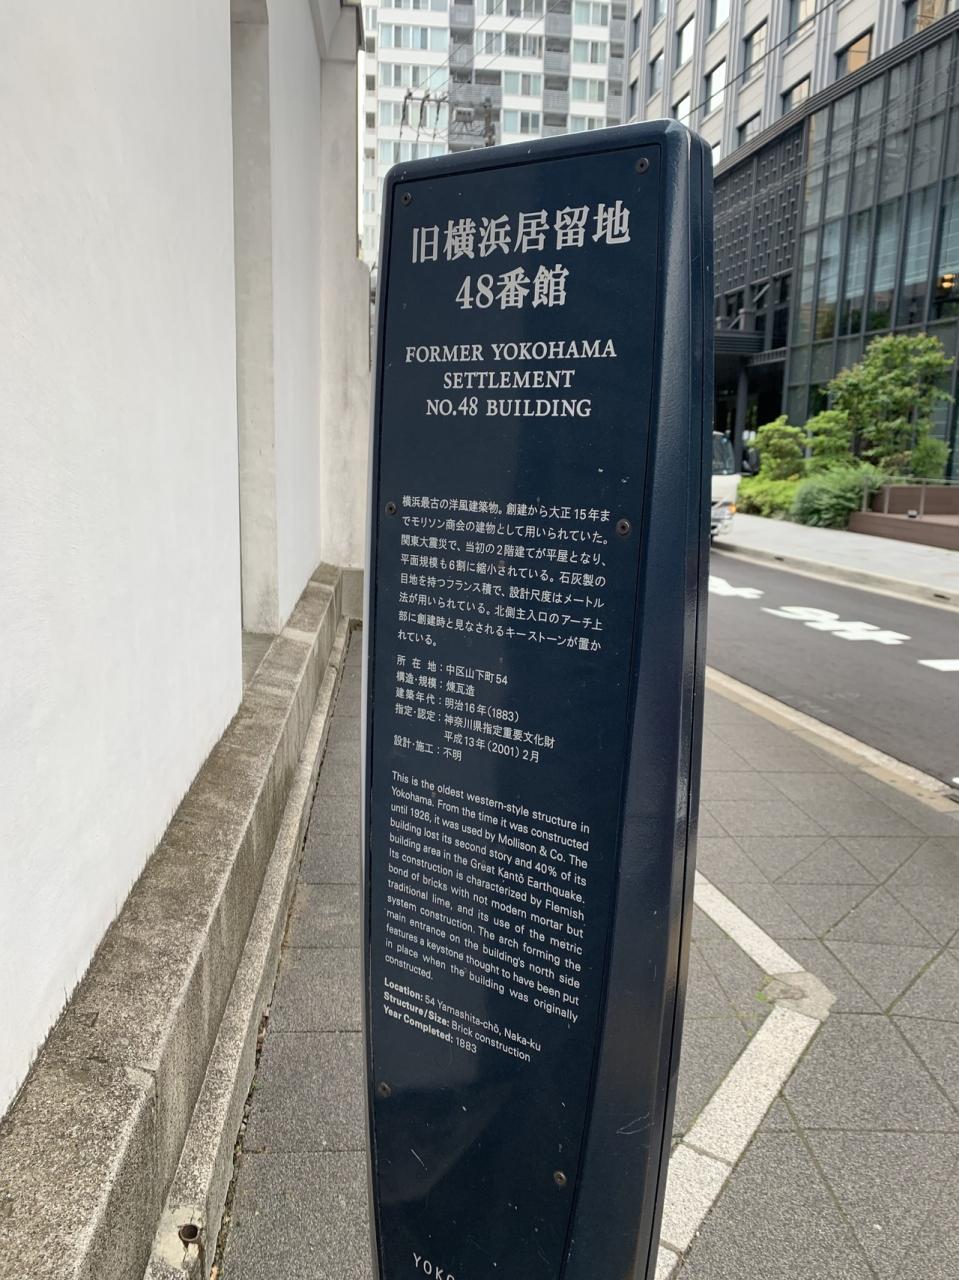 旧横浜居留地
48番館
FORMER YOKOHAMA
SETTLEMENT
NO.48 BUILDING
横浜最古の洋風建築物。創建から大正15年ま
でモリソン商会の建物として用いられていた。
関東大震災で、当初の2階建てが平屋となり、
平面規模も6割に縮小されている。石灰製の
目地を持つフランス積で、設計尺度はメートル
法が用いられている。北側主入口のアーチ上
部に創建時と見なされるキーストーンが置か
れている。
所在地：中区山下町54
構造・規模：煉瓦造
建築年代：明治16年(1883)
指定・認定：神奈川県指定重要文化財
平成13年(2001)2月
設計・施工：不明
This is the oldest western-style structure in
Yokohama. From the time it was constructed
until 1926, it was used by Mollison & Co. The
building lost its second story and 40% of its
building area in the Great Kantô Earthquake.
Its construction is characterized by Flemish
bond of bricks with not modern mortar but
traditional lime, and its use of the metric
system construction. The arch forming the
main entrance on the building's north side
features a keystone thought to have been put
in place when the building was originally
constructed.
Location: 54 Yamashita-chô, Naka-ku
Structure/Size: Brick construction
Year Completed: 1883